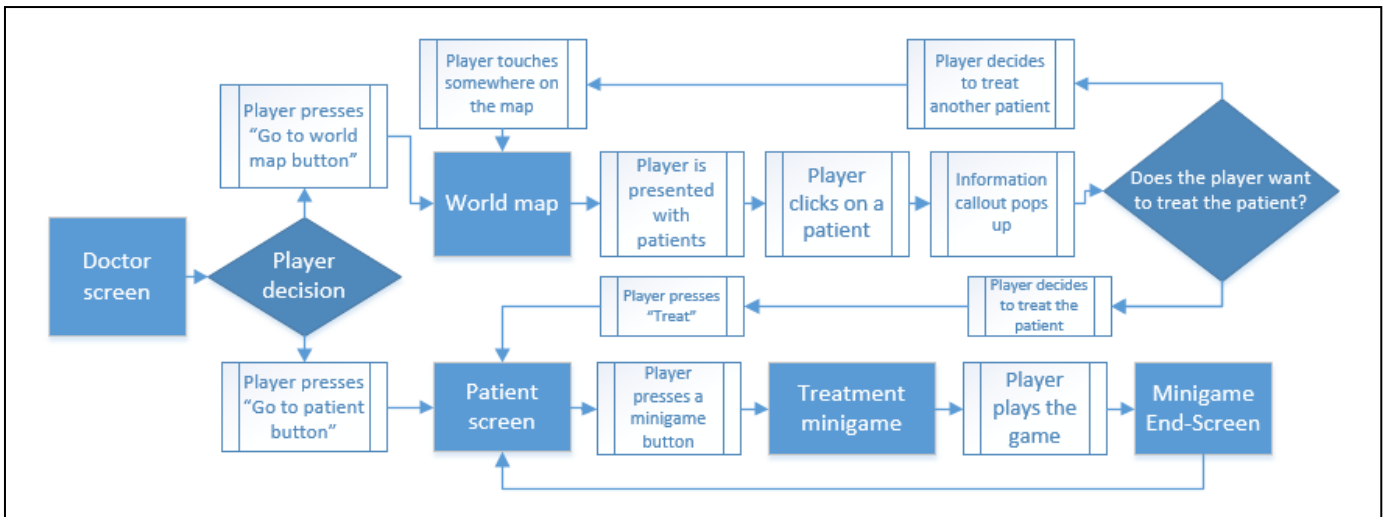 Player touches
somewhere on
the map
Player decides
to treat
another patient
Player presses
“Go to world
map button”
World map
Player is
presented
with
patients
Player
clicks on a
patient
Information
callout pops
up
Does the player want
to treat the patient?
Doctor
screen
Player
decision
Player presses
“Treat”
Player decides
to treat the
patient
Player presses
“Go to patient
button”
Patient
screen
Player
presses a
minigame
button
Treatment
minigame
Player
plays the
game
Minigame
End-Screen